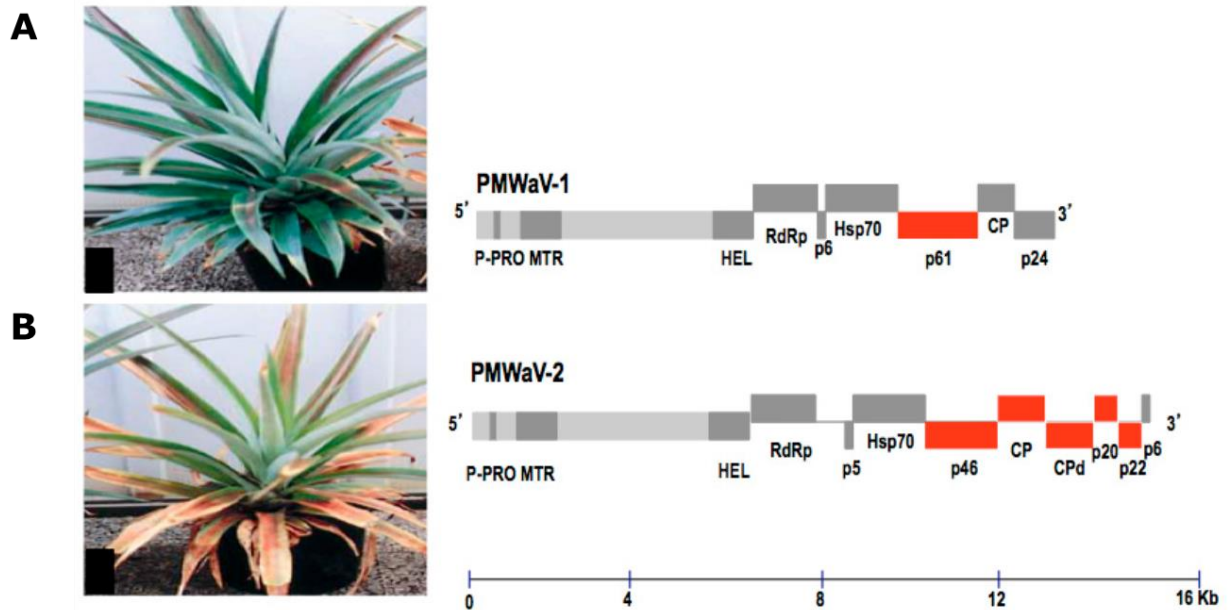 A
PMWaV-1
5' 3'
RdRp p6 Hsp70 CP
P-PRO MTR HEL p61 p24
B
PMWaV-2
5' 3'
RdRp Hsp70 CP p20 p6
P-PRO MTR HEL p5 p46 CPd p22
0 4 8 12 16 Kb